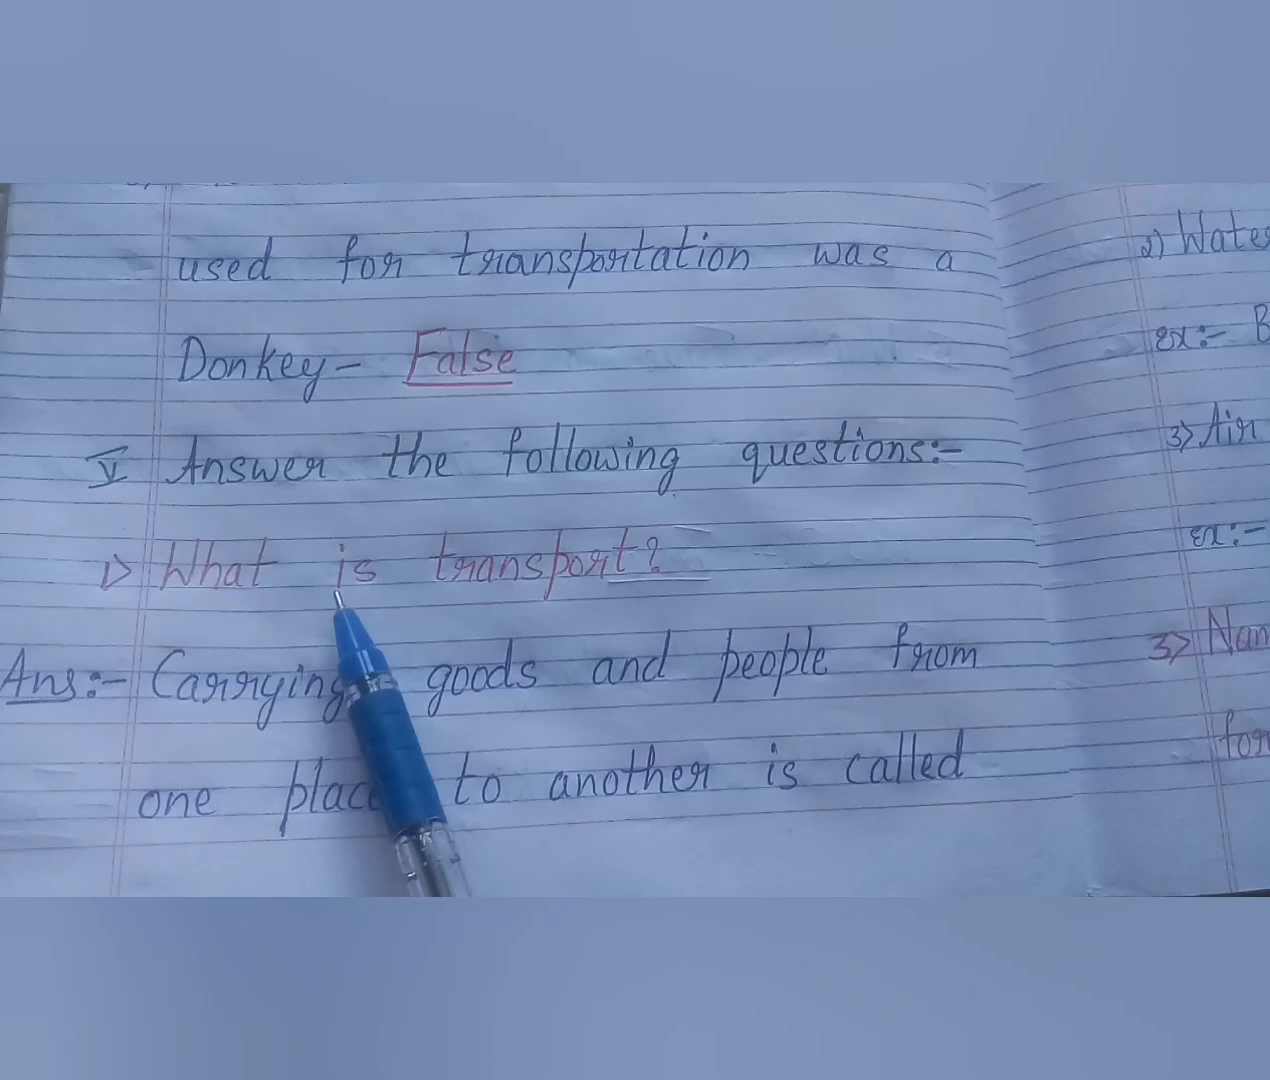 used for transportation was a
Donkey- False
V Answer the following questions:-
1> What is transport?
Ans:- Carrying goods and people from
one place to another is called
2) Wate
ex:- B
3> Air
ex:-
3> Nam
for